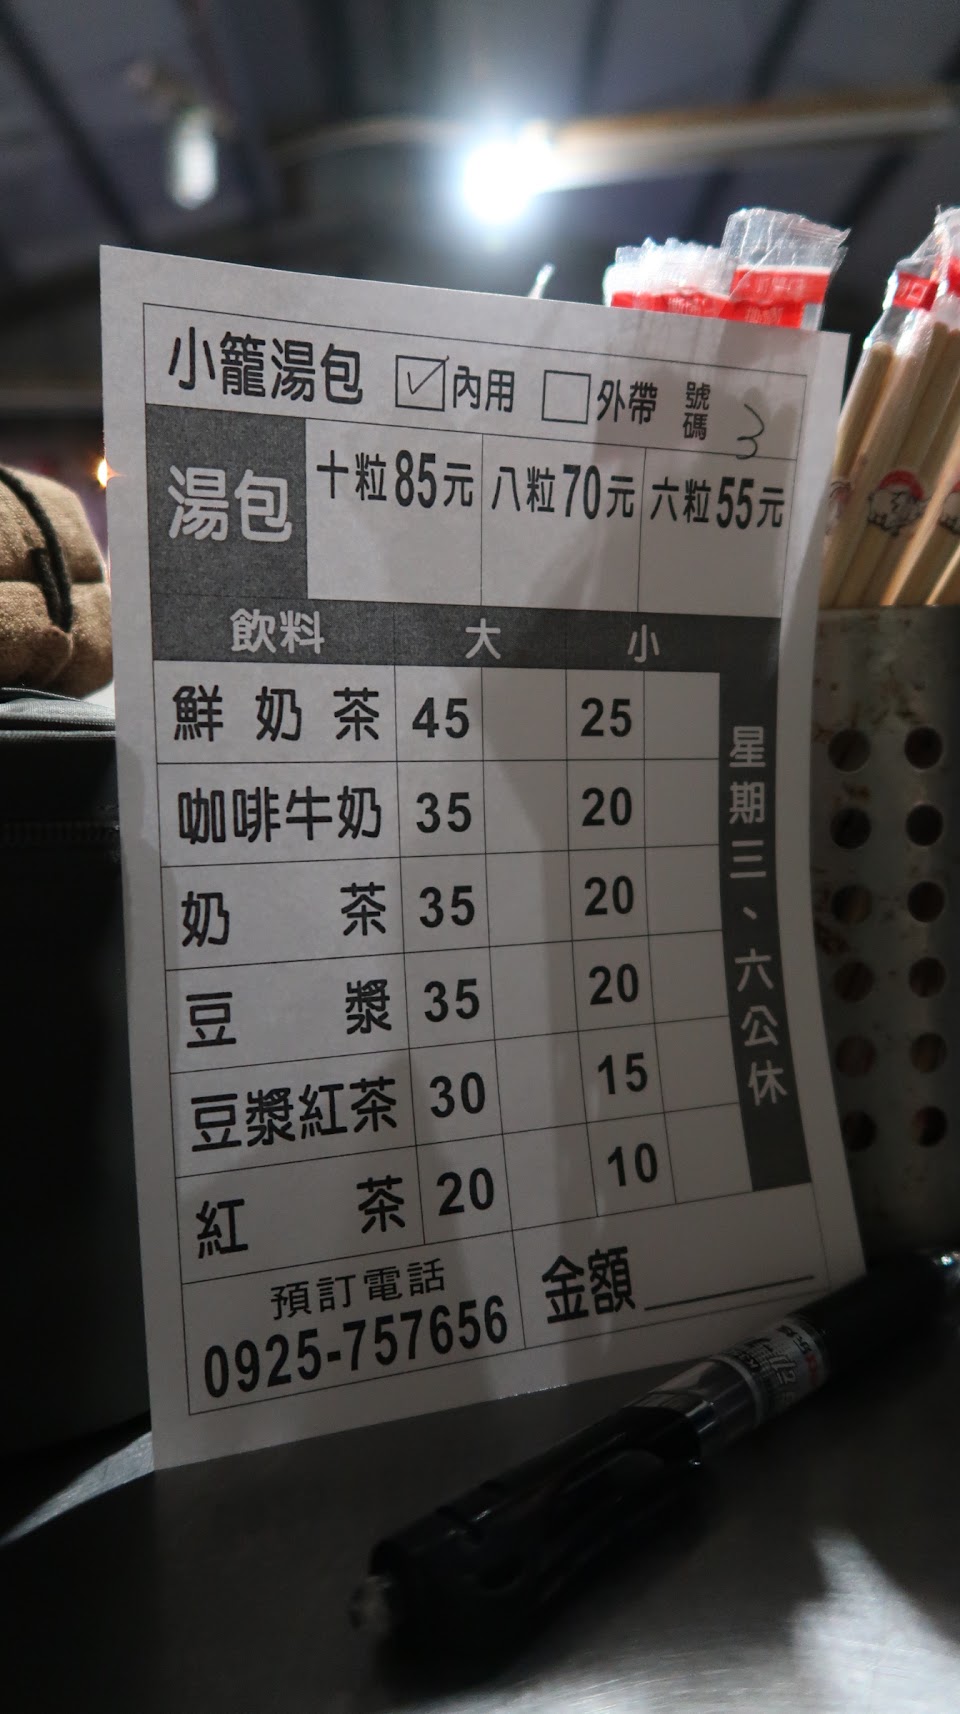 小籠湯包 內用 外帶 號碼 3
湯包 十粒85元 八粒70元 六粒55元
飲料 大 小
鮮奶茶 45 25
咖啡牛奶 35 20
奶茶 35 20
豆漿 35 20
豆漿紅茶 30 15
紅茶 20 10
星期三、六公休
預訂電話
0925-757656
金額